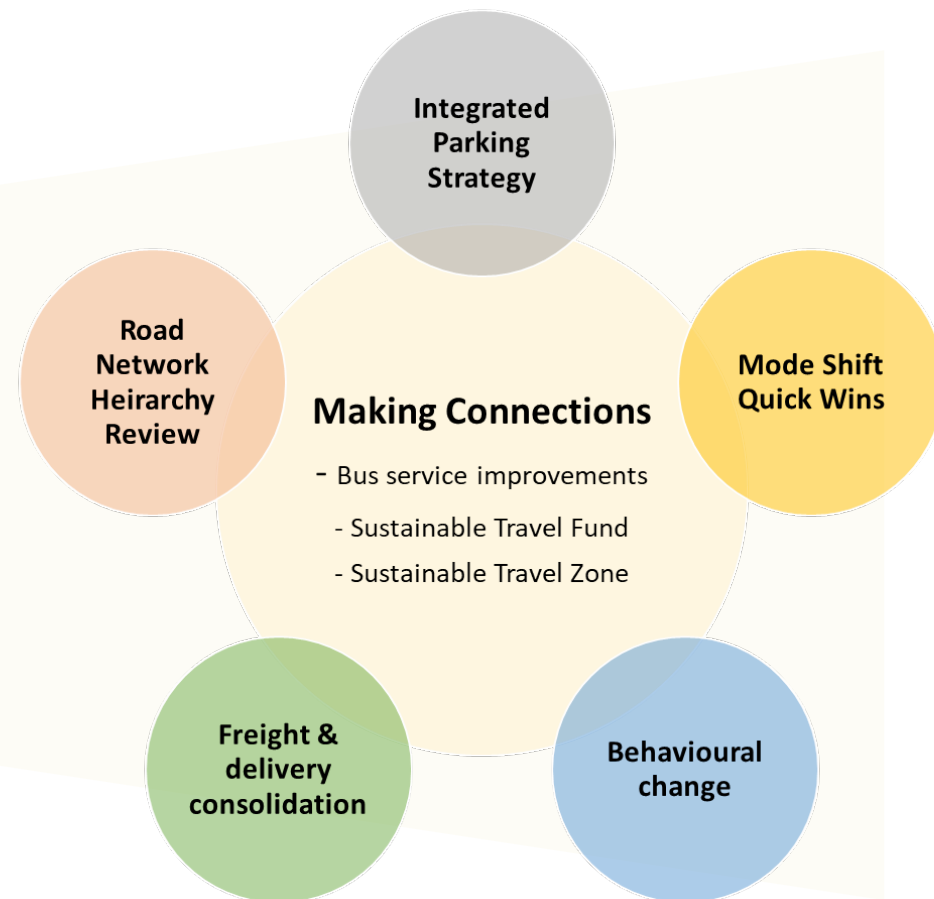 Integrated
Parking
Strategy
Road
Network
Heirarchy
Review
Mode Shift
Quick Wins
Making Connections
- Bus service improvements
- Sustainable Travel Fund
- Sustainable Travel Zone
Freight &
delivery
consolidation
Behavioural
change